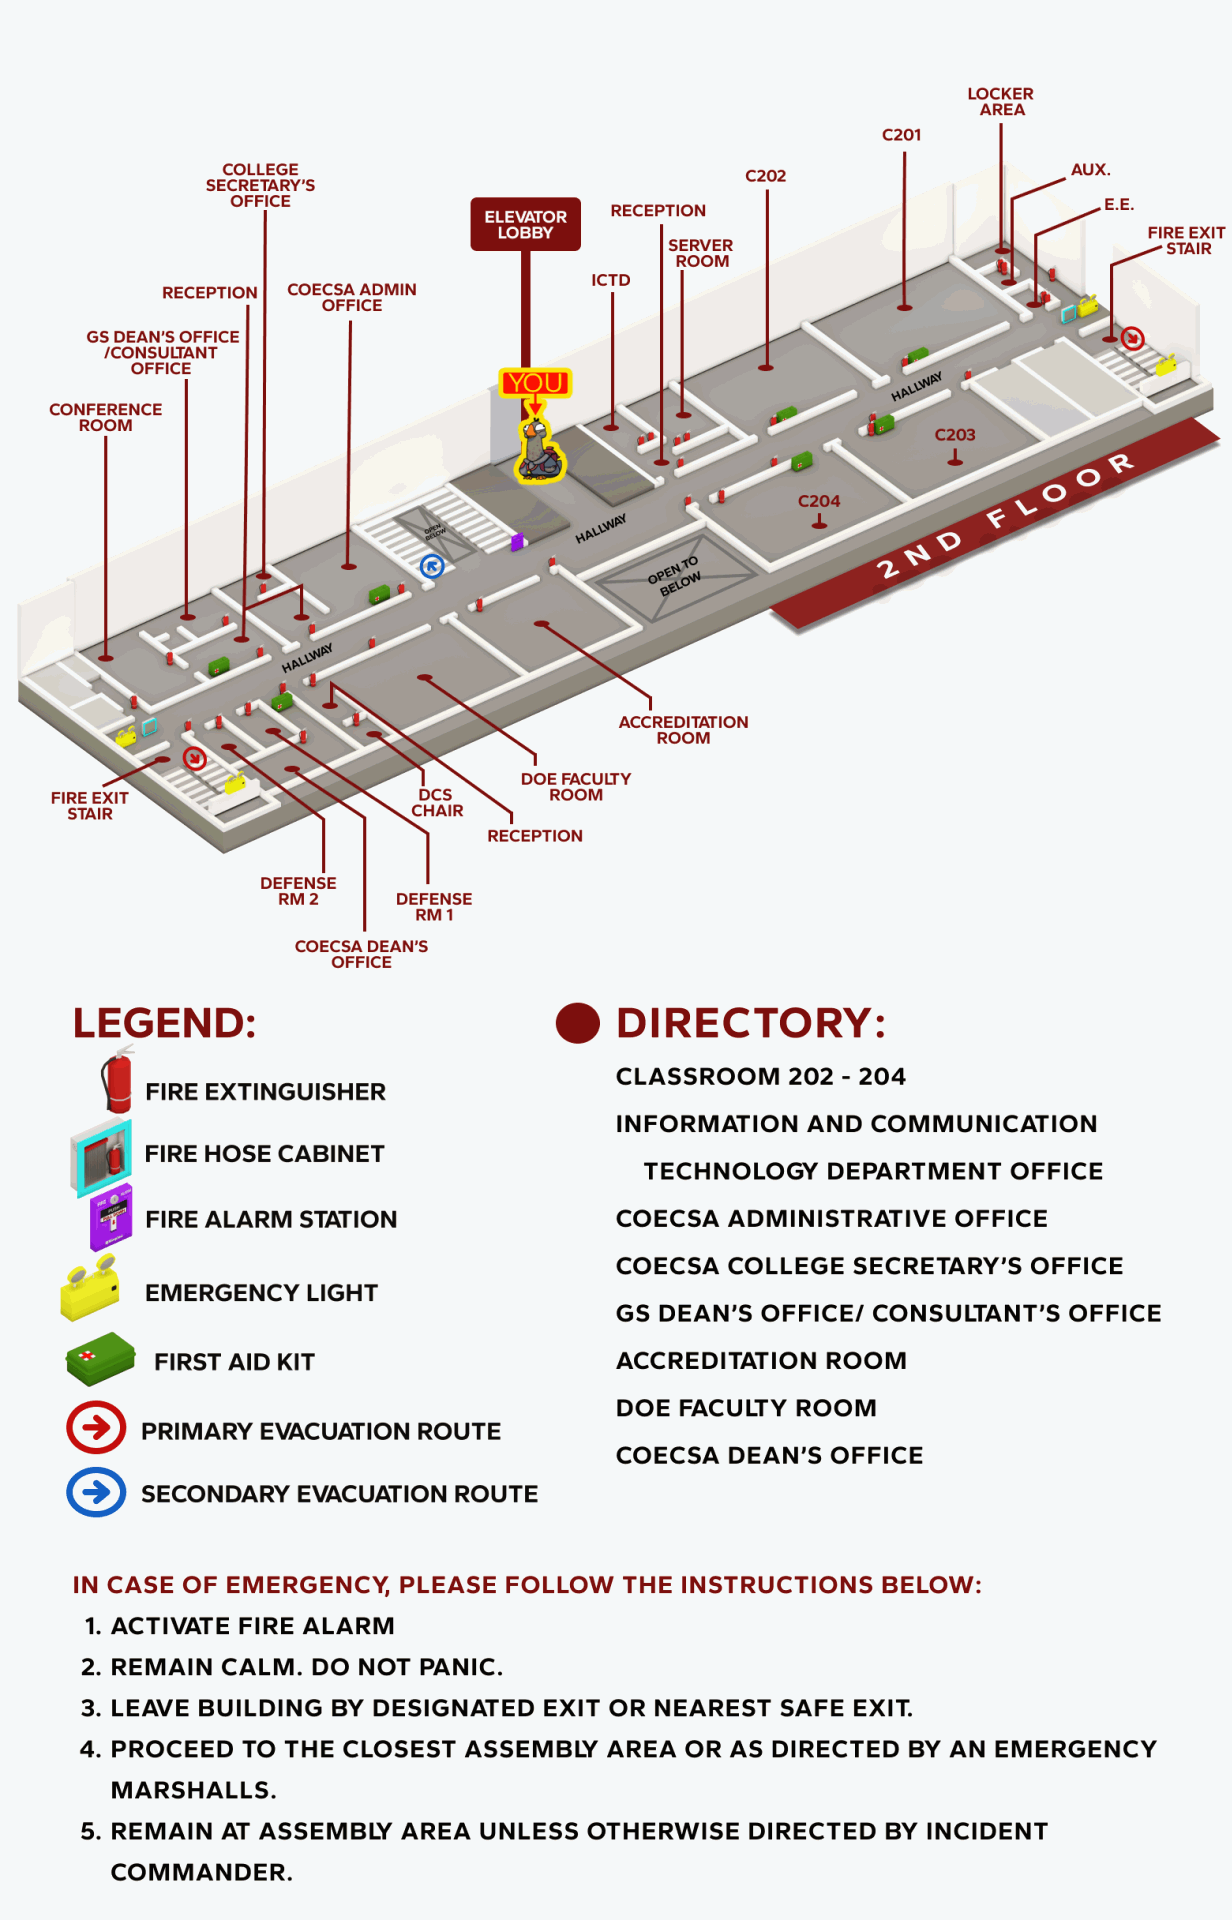 LOCKER
AREA
C201
AUX.
C202
COLLEGE
SECRETARY'S
OFFICE
E.E.
RECEPTION
ELEVATOR
LOBBY
FIRE EXIT
STAIR
SERVER
ROOM
ICTD
RECEPTION
COECSA ADMIN
OFFICE
GS DEAN'S OFFICE
/CONSULTANT
OFFICE
YOU
CONFERENCE
ROOM
HALLWAY
C203
2ND FLOOR
C204
OPEN
BELOW
HALLWAY
OPEN TO
BELOW
HALLWAY
ACCREDITATION
ROOM
DOE FACULTY
ROOM
DCS
CHAIR
FIRE EXIT
STAIR
RECEPTION
DEFENSE
RM 2
DEFENSE
RM 1
COECSA DEAN'S
OFFICE
LEGEND:
FIRE EXTINGUISHER
FIRE HOSE CABINET
FIRE ALARM STATION
EMERGENCY LIGHT
FIRST AID KIT
PRIMARY EVACUATION ROUTE
SECONDARY EVACUATION ROUTE
DIRECTORY:
CLASSROOM 202 - 204
INFORMATION AND COMMUNICATION
TECHNOLOGY DEPARTMENT OFFICE
COECSA ADMINISTRATIVE OFFICE
COECSA COLLEGE SECRETARY'S OFFICE
GS DEAN'S OFFICE/ CONSULTANT'S OFFICE
ACCREDITATION ROOM
DOE FACULTY ROOM
COECSA DEAN'S OFFICE
IN CASE OF EMERGENCY, PLEASE FOLLOW THE INSTRUCTIONS BELOW:
1. ACTIVATE FIRE ALARM
2. REMAIN CALM. DO NOT PANIC.
3. LEAVE BUILDING BY DESIGNATED EXIT OR NEAREST SAFE EXIT.
4. PROCEED TO THE CLOSEST ASSEMBLY AREA OR AS DIRECTED BY AN EMERGENCY
MARSHALLS.
5. REMAIN AT ASSEMBLY AREA UNLESS OTHERWISE DIRECTED BY INCIDENT
COMMANDER.